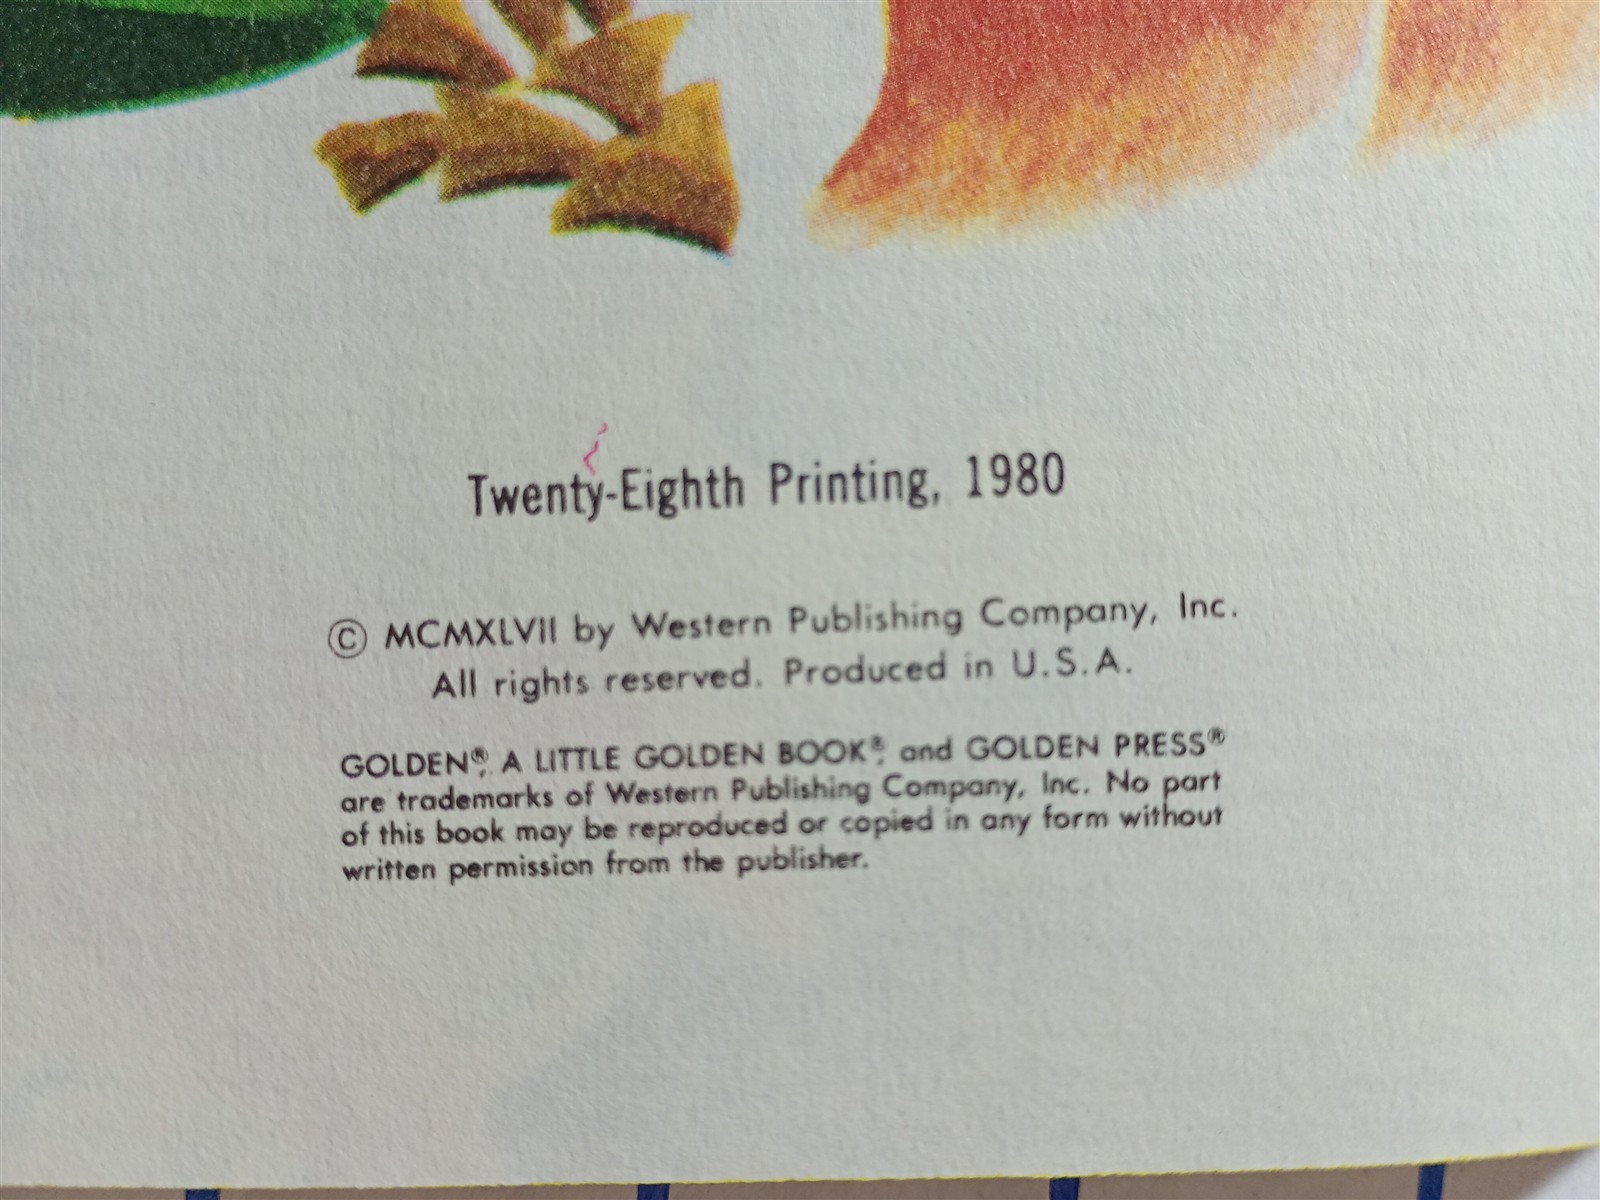 Twenty-Eighth Printing, 1980
© MCMXLVII by Western Publishing Company, Inc.
All rights reserved. Produced in U.S.A.
GOLDEN®, A LITTLE GOLDEN BOOK®, and GOLDEN PRESS®
are trademarks of Western Publishing Company, Inc. No part
of this book may be reproduced or copied in any form without
written permission from the publisher.